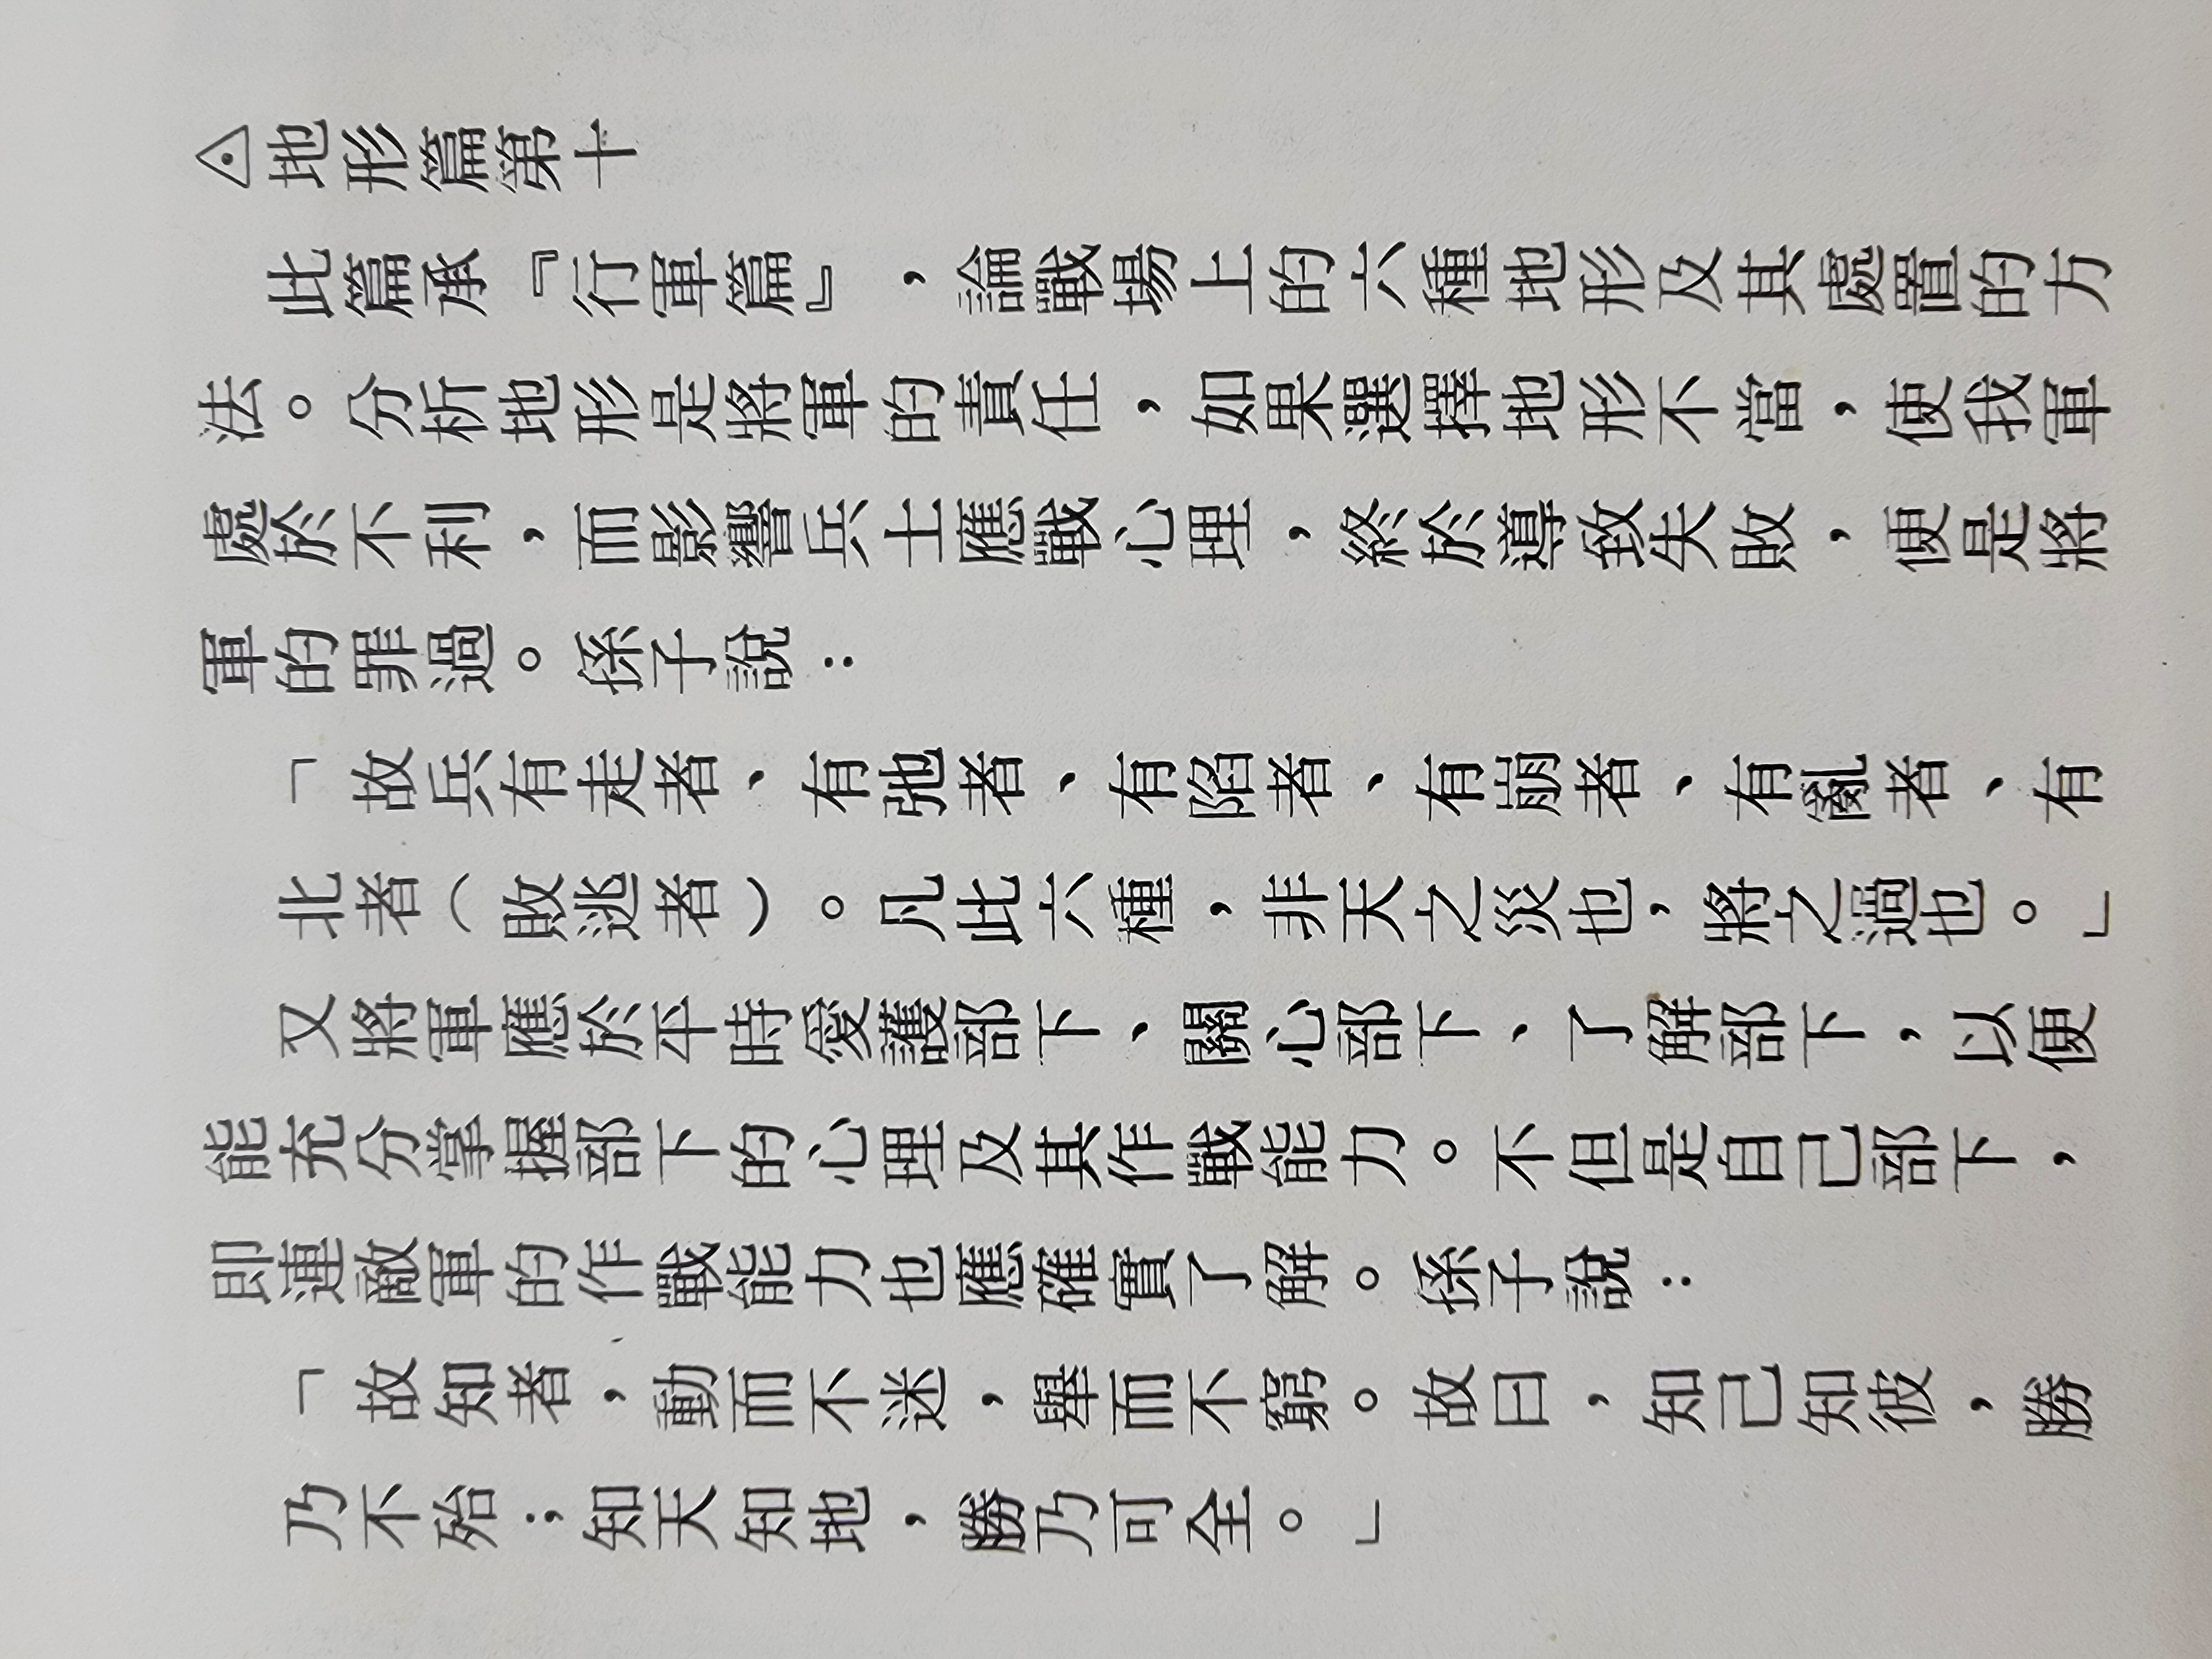 ◬地形篇第十
此篇承『行軍篇』，論戰場上的六種地形及其處置的方
法。分析地形是將軍的責任，如果選擇地形不當，使我軍
處於不利，而影響兵士應戰心理，終於導致失敗，便是將
軍的罪過。孫子說：
「故兵有走者、有弛者、有陷者、有崩者、有亂者、有
北者（敗逃者）。凡此六種，非天之災也，將之過也。」
又將軍應於平時愛護部下、關心部下、了解部下，以便
能充分掌握部下的心理及其作戰能力。不但是自己部下，
即連敵軍的作戰能力也應確實了解。孫子說：
「故知者，動而不迷，舉而不窮。故曰，知己知彼，勝
乃不殆；知天知地，勝乃可全。」